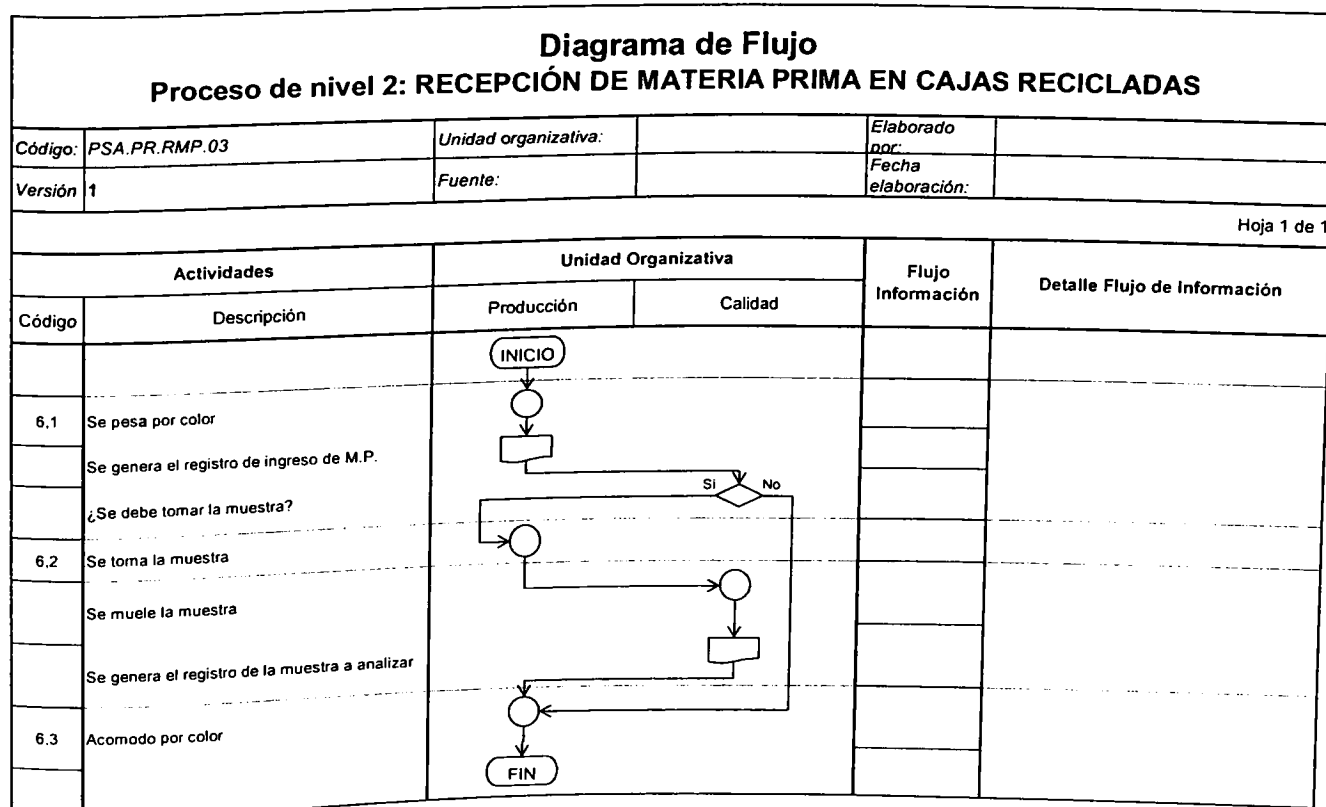 Diagrama de Flujo
Proceso de nivel 2: RECEPCIÓN DE MATERIA PRIMA EN CAJAS RECICLADAS
Código: PSA.PR.RMP.03 Unidad organizativa: Elaborado por:
Versión 1 Fuente: Fecha elaboración:
Hoja 1 de 1
Actividades Unidad Organizativa Flujo Información Detalle Flujo de Información
Código Descripción Producción Calidad
INICIO
6,1 Se pesa por color
Se genera el registro de ingreso de M.P.
Si No
¿Se debe tomar la muestra?
6,2 Se toma la muestra
Se muele la muestra
Se genera el registro de la muestra a analizar
6.3 Acomodo por color
FIN